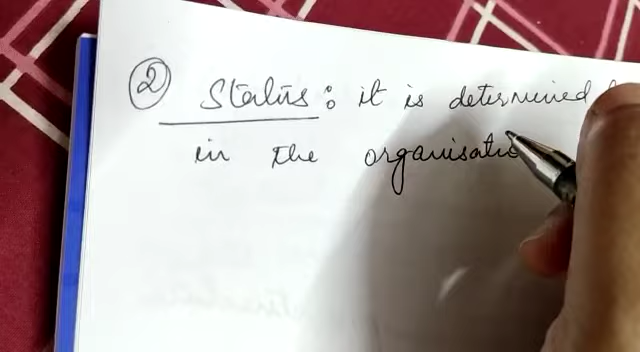 ② Status : it is determined
in the organisatio